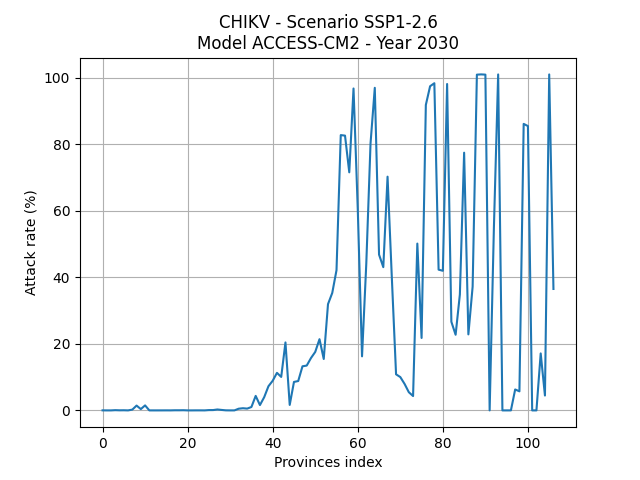 CHIKV - Scenario SSP1-2.6
Model ACCESS-CM2 - Year 2030
100
80
60
40
20
0
Attack rate (%)
0 20 40 60 80 100
Provinces index